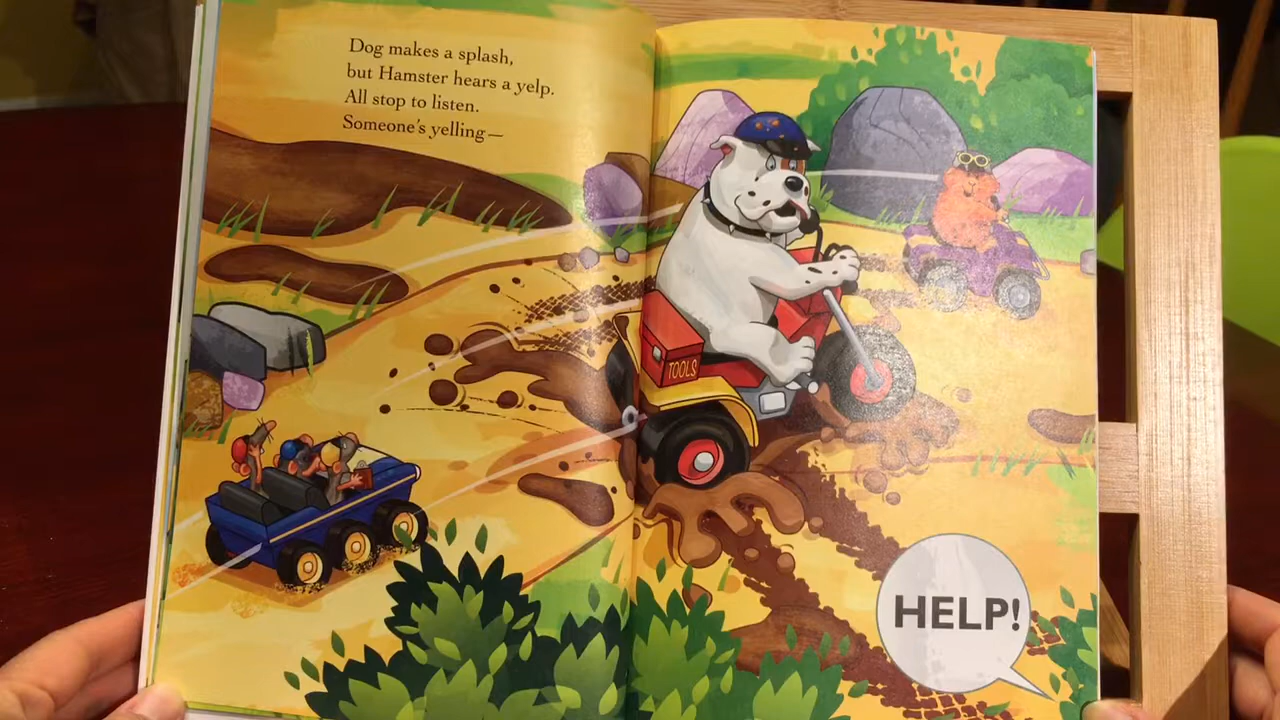 Dog makes a splash,
but Hamster hears a yelp.
All stop to listen.
Someone's yelling—
TOOLS
HELP!